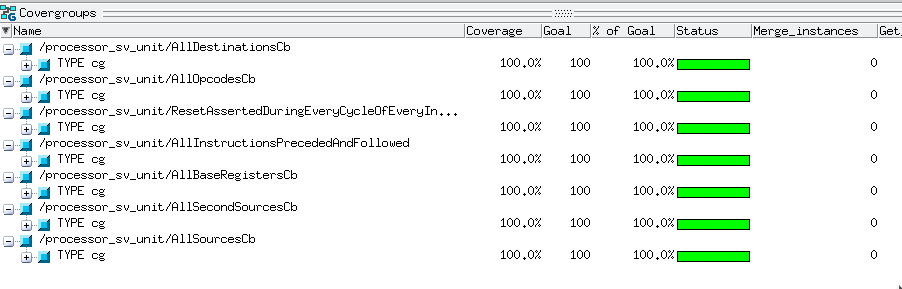 Covergroups
Name Coverage Goal % of Goal Status Merge_instances Get_
/processor_sv_unit/AllDestinationsCb
TYPE cg 100.0% 100 100.0% 0
/processor_sv_unit/AllOpcodesCb
TYPE cg 100.0% 100 100.0% 0
/processor_sv_unit/ResetAssertedDuringEveryCycleOfEveryIn...
TYPE cg 100.0% 100 100.0% 0
/processor_sv_unit/AllInstructionsPrecededAndFollowed
TYPE cg 100.0% 100 100.0% 0
/processor_sv_unit/AllBaseRegistersCb
TYPE cg 100.0% 100 100.0% 0
/processor_sv_unit/AllSecondSourcesCb
TYPE cg 100.0% 100 100.0% 0
/processor_sv_unit/AllSourcesCb
TYPE cg 100.0% 100 100.0% 0